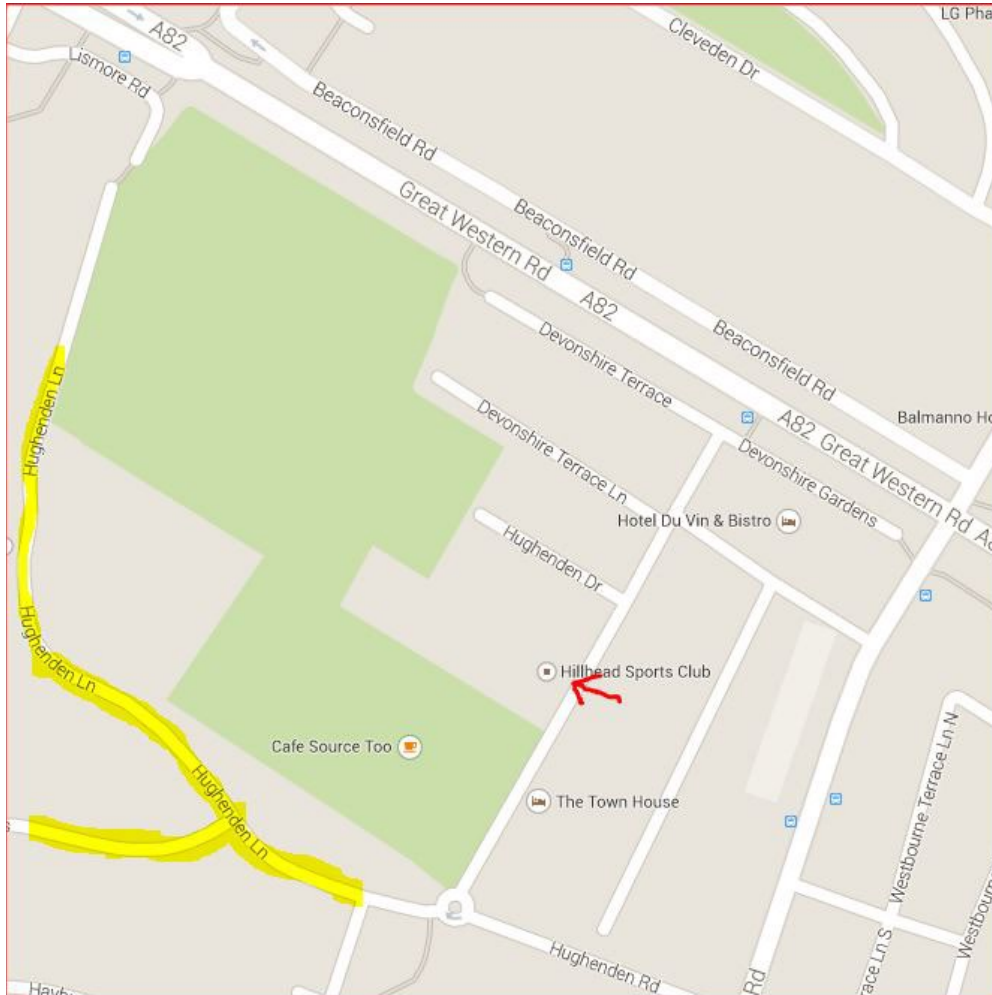 LG Pha
A82
Cleveden Dr
Lismore Rd
Beaconsfield Rd
Great Western Rd
Beaconsfield Rd
A82
Beaconsfield Rd
Devonshire Terrace
Hughenden Ln
Balmanno Ho
A82 Great Western Rd
Devonshire Terrace Ln
Devonshire Gardens
Hotel Du Vin & Bistro
Hughenden Dr
Hughenden Ln
Hillhead Sports Club
Cafe Source Too
The Town House
Hughenden Ln
Westbourne Terrace Ln N
Westbourn
Hughenden Rd
Rd
race Ln S